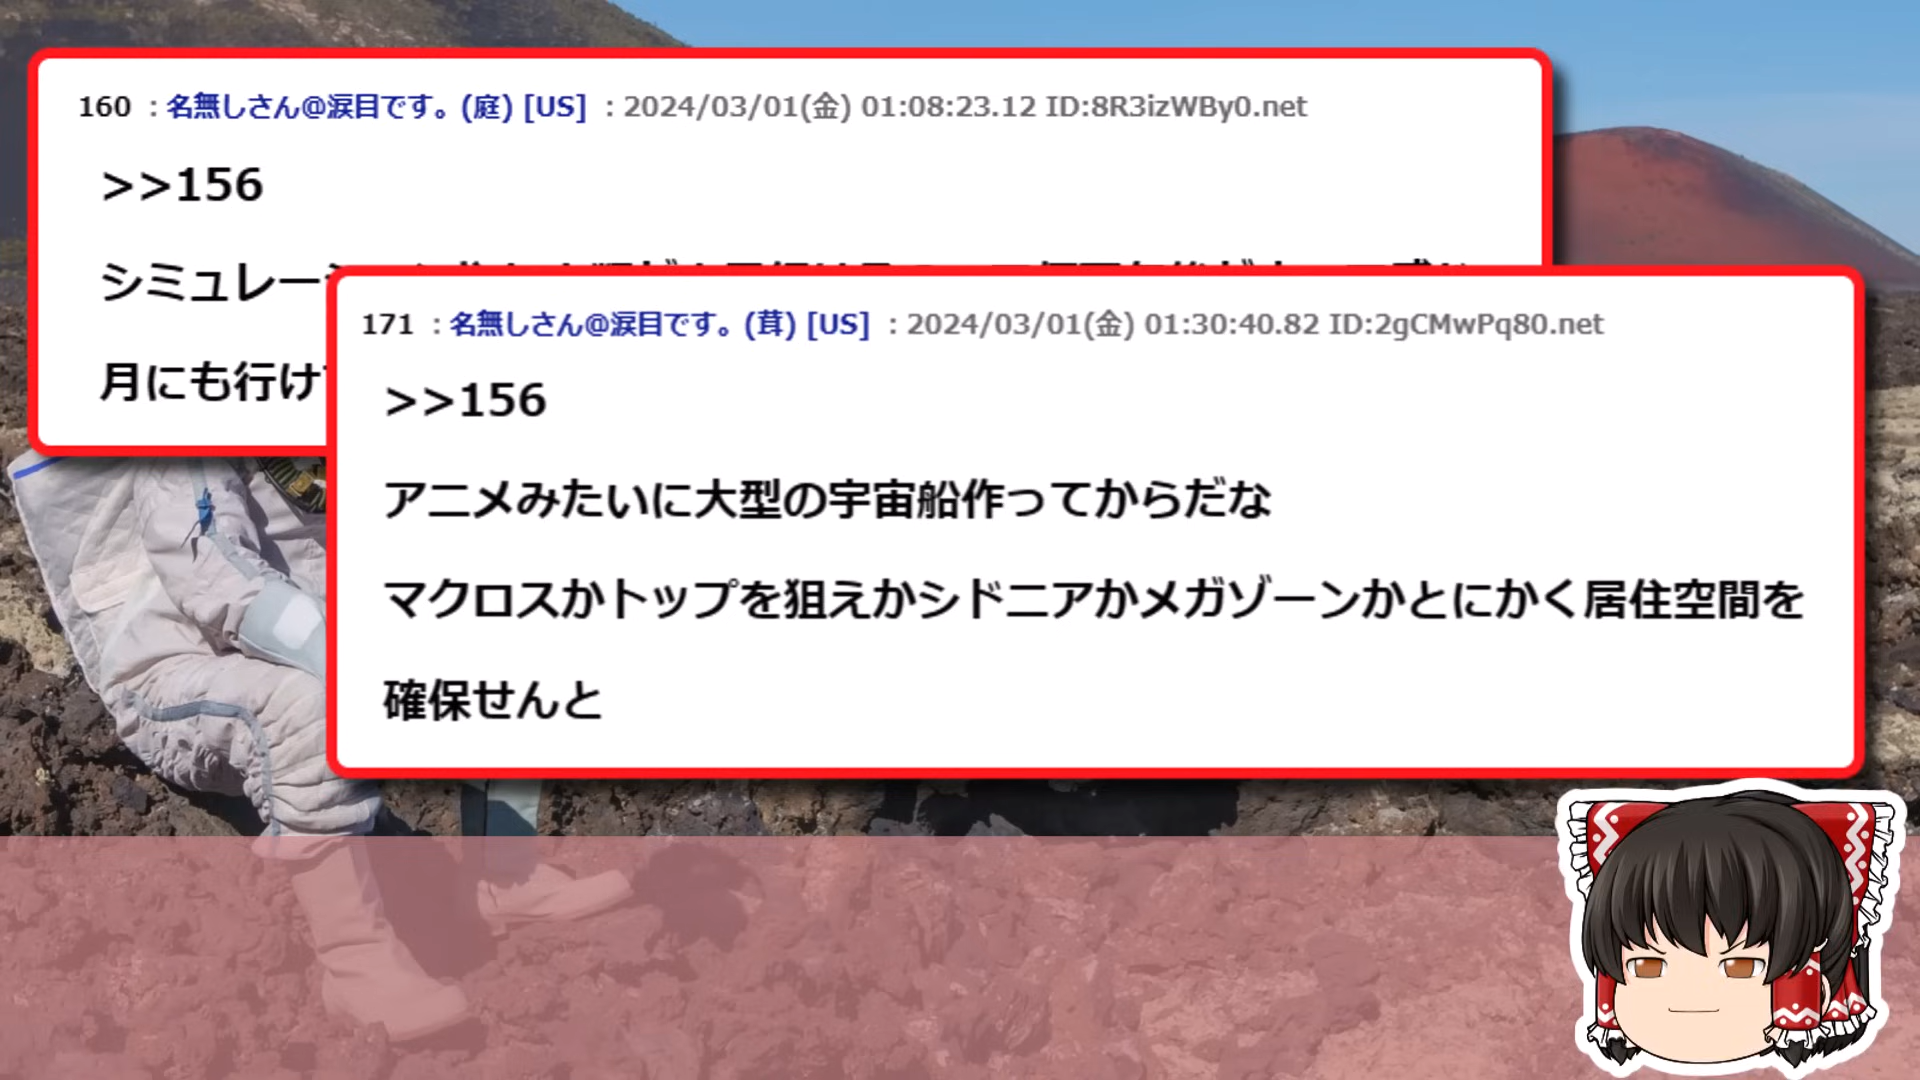 160 ：名無しさん＠涙目です。(庭) [US] ：2024/03/01(金) 01:08:23.12 ID:8R3izWBy0.net
>>156
シミュレー
月にも行け
171 ：名無しさん＠涙目です。(茸) [US] ：2024/03/01(金) 01:30:40.82 ID:2gCMwPq80.net
>>156
アニメみたいに大型の宇宙船作ってからだな
マクロスかトップを狙えかシドニアかメガゾーンかとにかく居住空間を
確保せんと